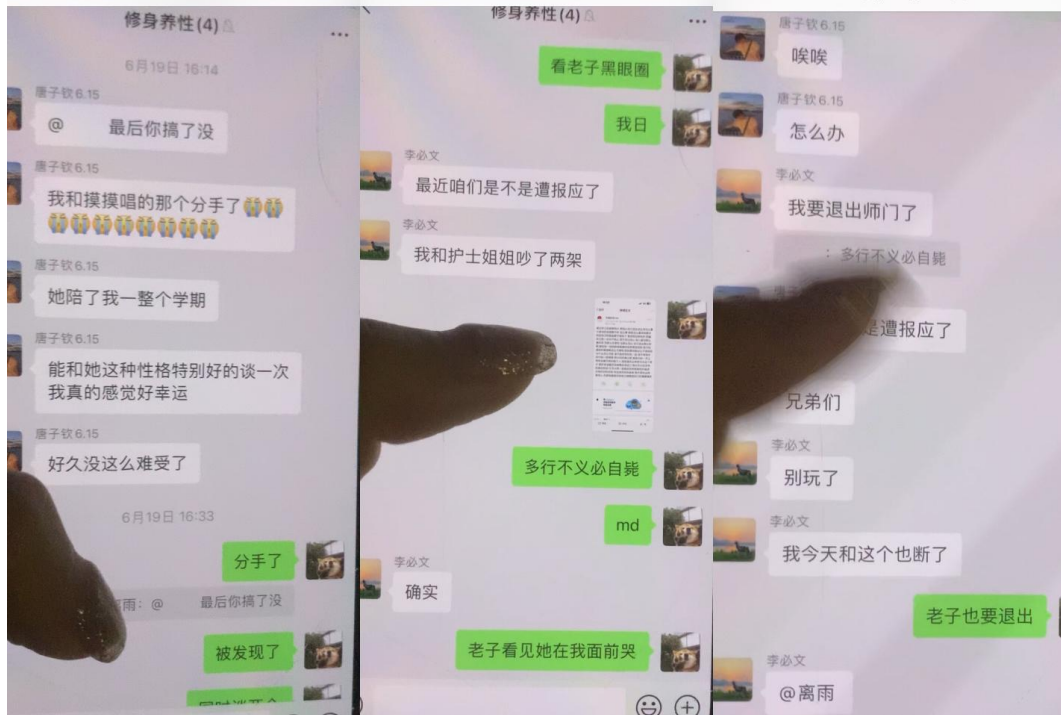 修身养性(4)
6月19日 16:14
唐子钦6.15
@ 最后你搞了没
唐子钦6.15
我和摸摸唱的那个分手了😭😭
😭😭😭😭😭😭😭😭
唐子钦6.15
她陪了我一整个学期
唐子钦6.15
能和她这种性格特别好的谈一次
我真的感觉好幸运
唐子钦6.15
好久没这么难受了
6月19日 16:33
分手了
雨：@ 最后你搞了没
被发现了
同时谈两个
修身养性(4)
看老子黑眼圈
我日
李必文
最近咱们是不是遭报应了
李必文
我和护士姐姐吵了两架
多行不义必自毙
md
李必文
确实
老子看见她在我面前哭
唐子钦6.15
唉唉
唐子钦6.15
怎么办
李必文
我要退出师门了
：多行不义必自毙
是遭报应了
兄弟们
李必文
别玩了
李必文
我今天和这个也断了
老子也要退出
李必文
@离雨